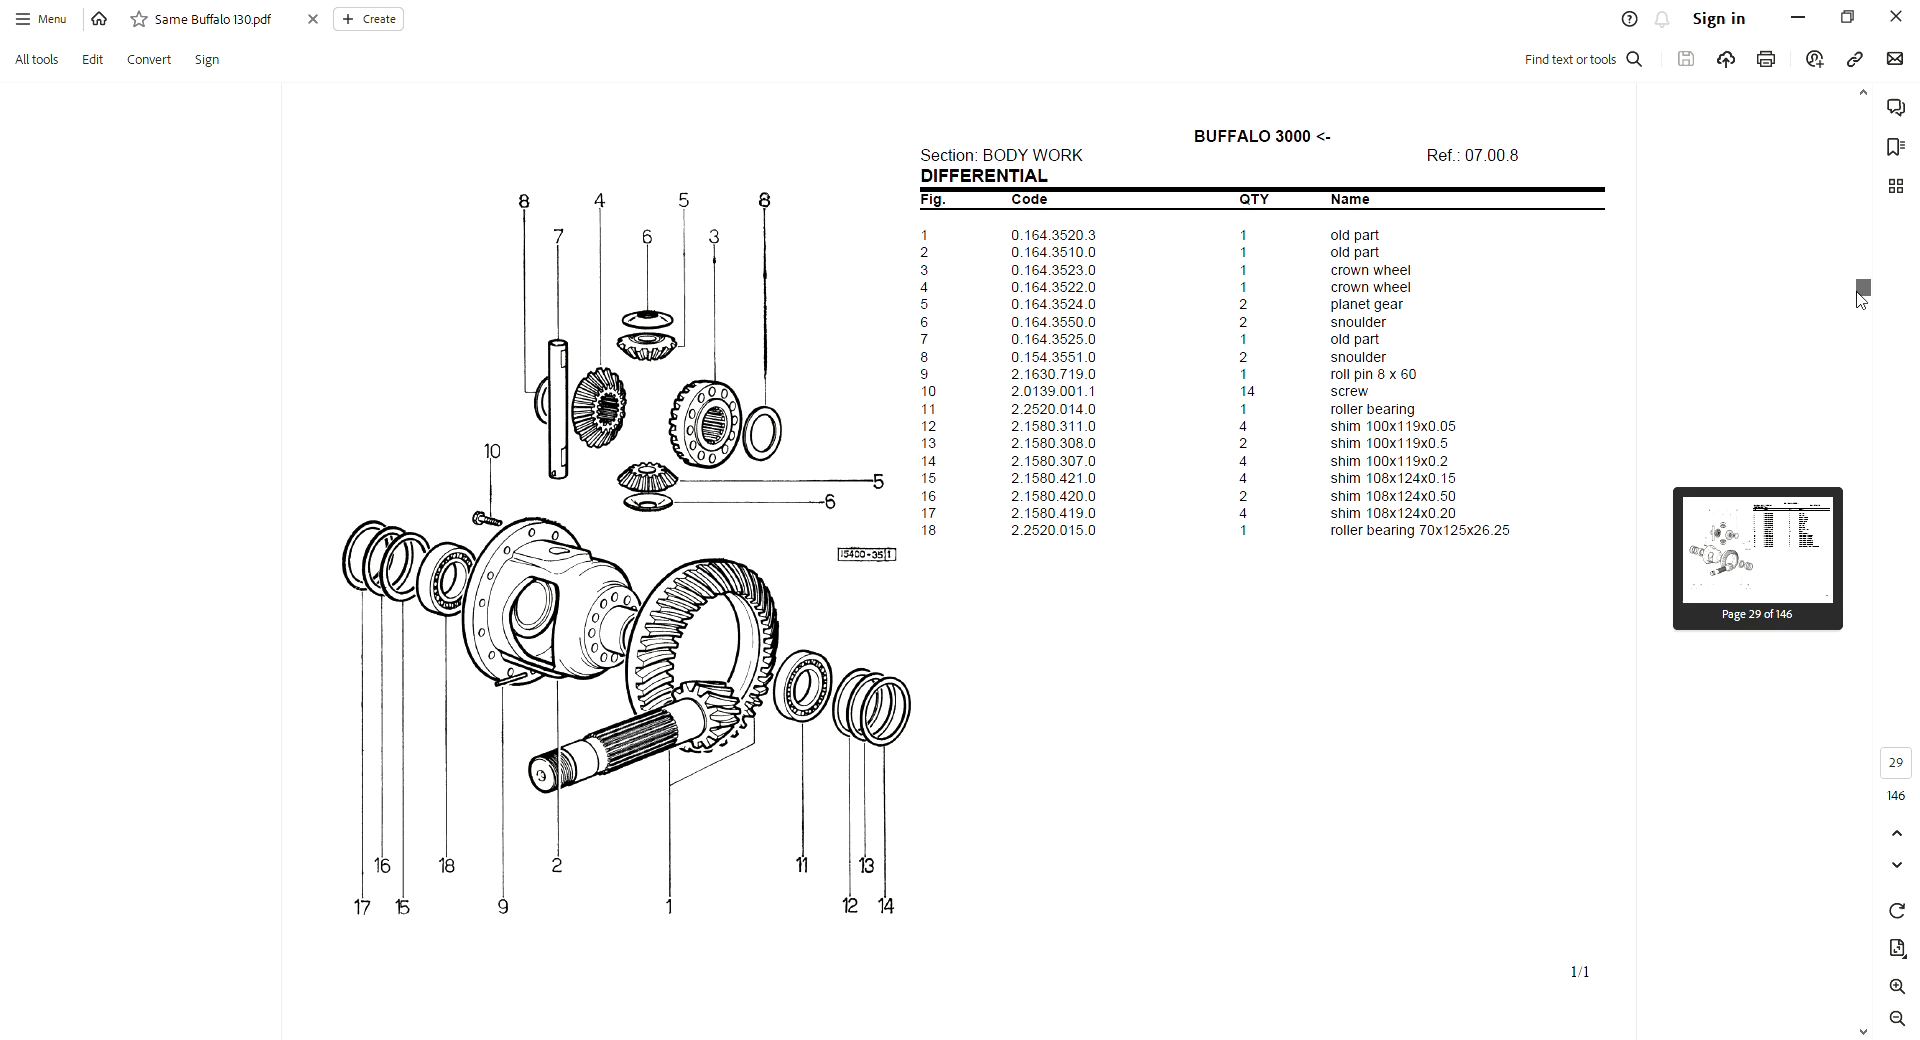 Menu
Same Buffalo 130.pdf
Create
Sign in
All tools Edit Convert Sign
Find text or tools
BUFFALO 3000 <-
Section: BODY WORK Ref.: 07.00.8
DIFFERENTIAL
Fig. Code QTY Name
1 0.164.3520.3 1 old part
2 0.164.3510.0 1 old part
3 0.164.3523.0 1 crown wheel
4 0.164.3522.0 1 crown wheel
5 0.164.3524.0 2 planet gear
6 0.164.3550.0 2 snoulder
7 0.164.3525.0 1 old part
8 0.154.3551.0 2 snoulder
9 2.1630.719.0 1 roll pin 8 x 60
10 2.0139.001.1 14 screw
11 2.2520.014.0 1 roller bearing
12 2.1580.311.0 4 shim 100x119x0.05
13 2.1580.308.0 2 shim 100x119x0.5
14 2.1580.307.0 4 shim 100x119x0.2
15 2.1580.421.0 4 shim 108x124x0.15
16 2.1580.420.0 2 shim 108x124x0.50
17 2.1580.419.0 4 shim 108x124x0.20
18 2.2520.015.0 1 roller bearing 70x125x26.25
8 4 5 8
7 6 3
10
5
6
15400-35|1
16 18 2 11 13
17 15 9 1 12 14
1/1
Page 29 of 146
29
146